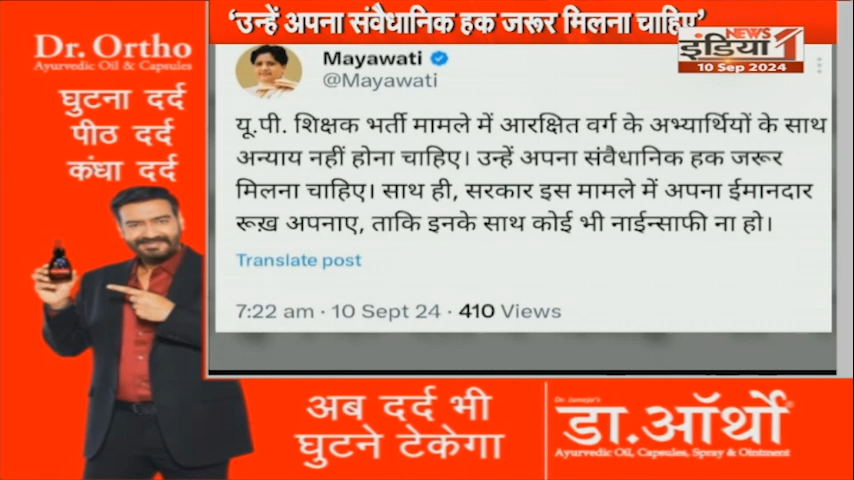 ‘उन्हें अपना संवैधानिक हक जरूर मिलना चाहिए’
NEWS
इंडिया 1
10 Sep 2024
Dr. Ortho
Ayurvedic Oil & Capsules
घुटना दर्द
पीठ दर्द
कंधा दर्द
Mayawati
@Mayawati
यू.पी. शिक्षक भर्ती मामले में आरक्षित वर्ग के अभ्यार्थियों के साथ
अन्याय नहीं होना चाहिए। उन्हें अपना संवैधानिक हक जरूर
मिलना चाहिए। साथ ही, सरकार इस मामले में अपना ईमानदार
रूख़ अपनाए, ताकि इनके साथ कोई भी नाईन्साफी ना हो।
Translate post
7:22 am · 10 Sept 24 · 410 Views
अब दर्द भी
घुटने टेकेगा
Dr. Juneja's
डा.ऑर्थो
Ayurvedic Oil, Capsules, Spray & Ointment